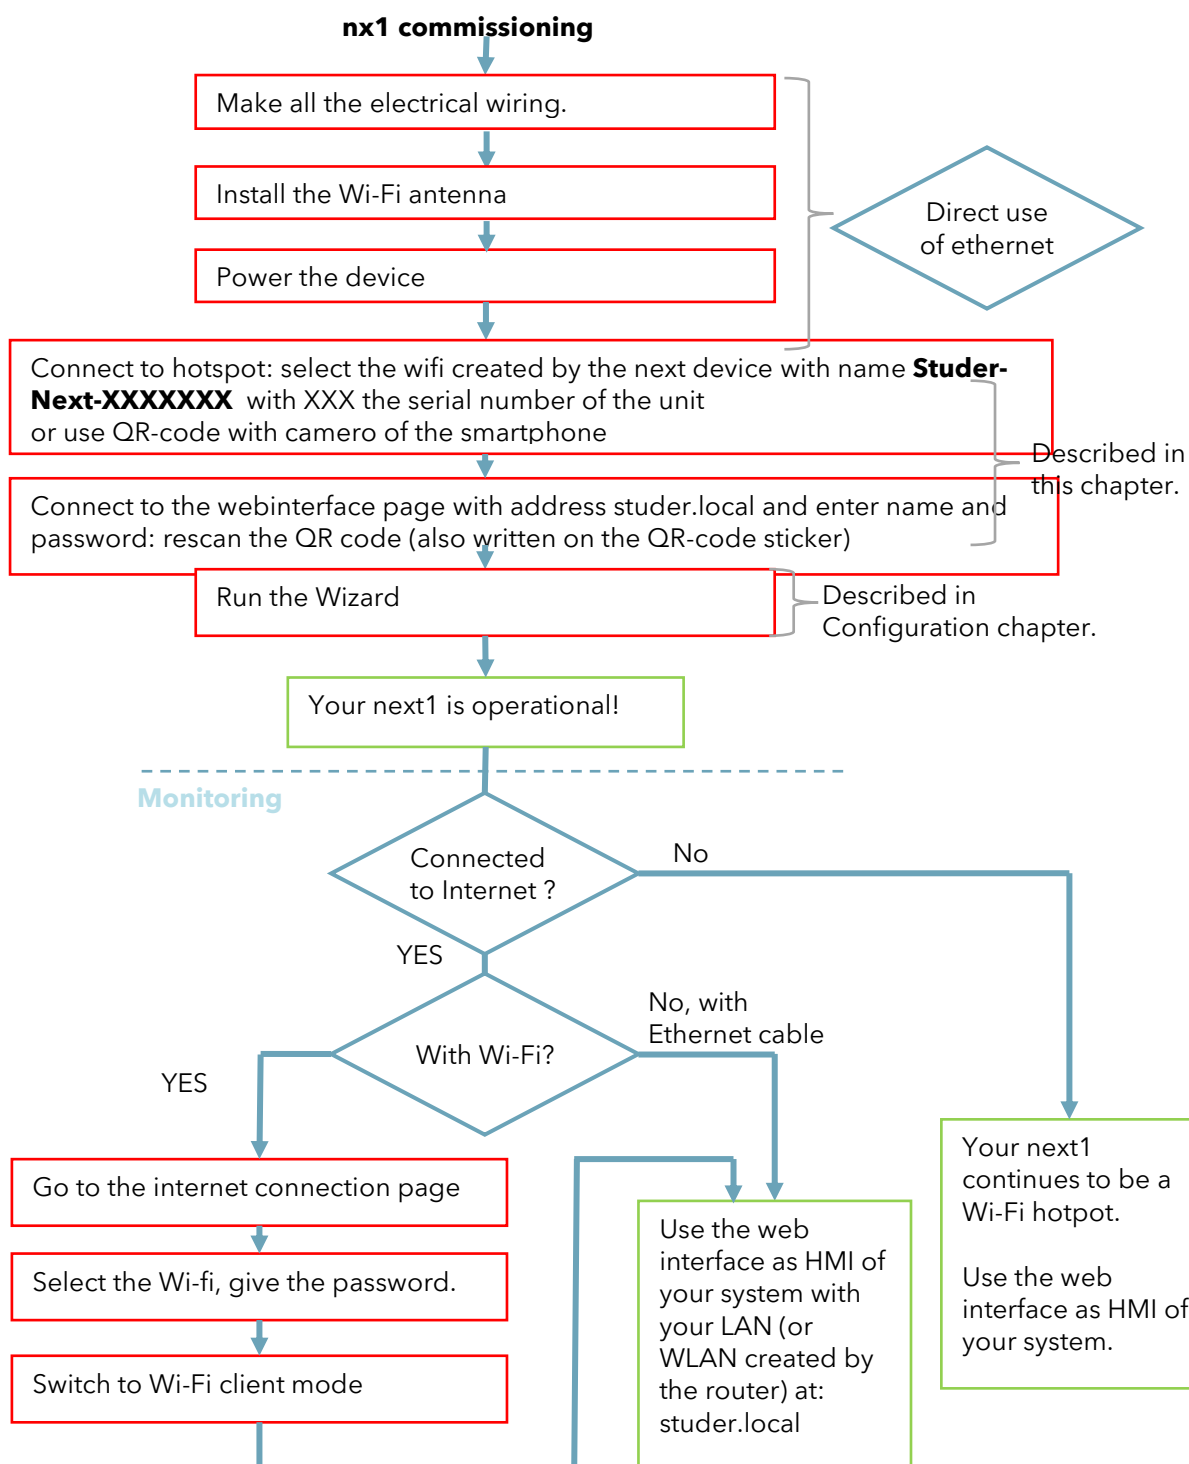 nx1 commissioning
Make all the electrical wiring.
Install the Wi-Fi antenna
Direct use
of ethernet
Power the device
Connect to hotspot: select the wifi created by the next device with name Studer-
Next-XXXXXXX with XXX the serial number of the unit
or use QR-code with camero of the smartphone
Described in
this chapter.
Connect to the webinterface page with address studer.local and enter name and
password: rescan the QR code (also written on the QR-code sticker)
Run the Wizard
Described in
Configuration chapter.
Your next1 is operational!
Monitoring
Connected
to Internet ?
No
YES
With Wi-Fi?
No, with
Ethernet cable
YES
Go to the internet connection page
Select the Wi-fi, give the password.
Switch to Wi-Fi client mode
Use the web
interface as HMI of
your system with
your LAN (or
WLAN created by
the router) at:
studer.local
Your next1
continues to be a
Wi-Fi hotpot.
Use the web
interface as HMI of
your system.